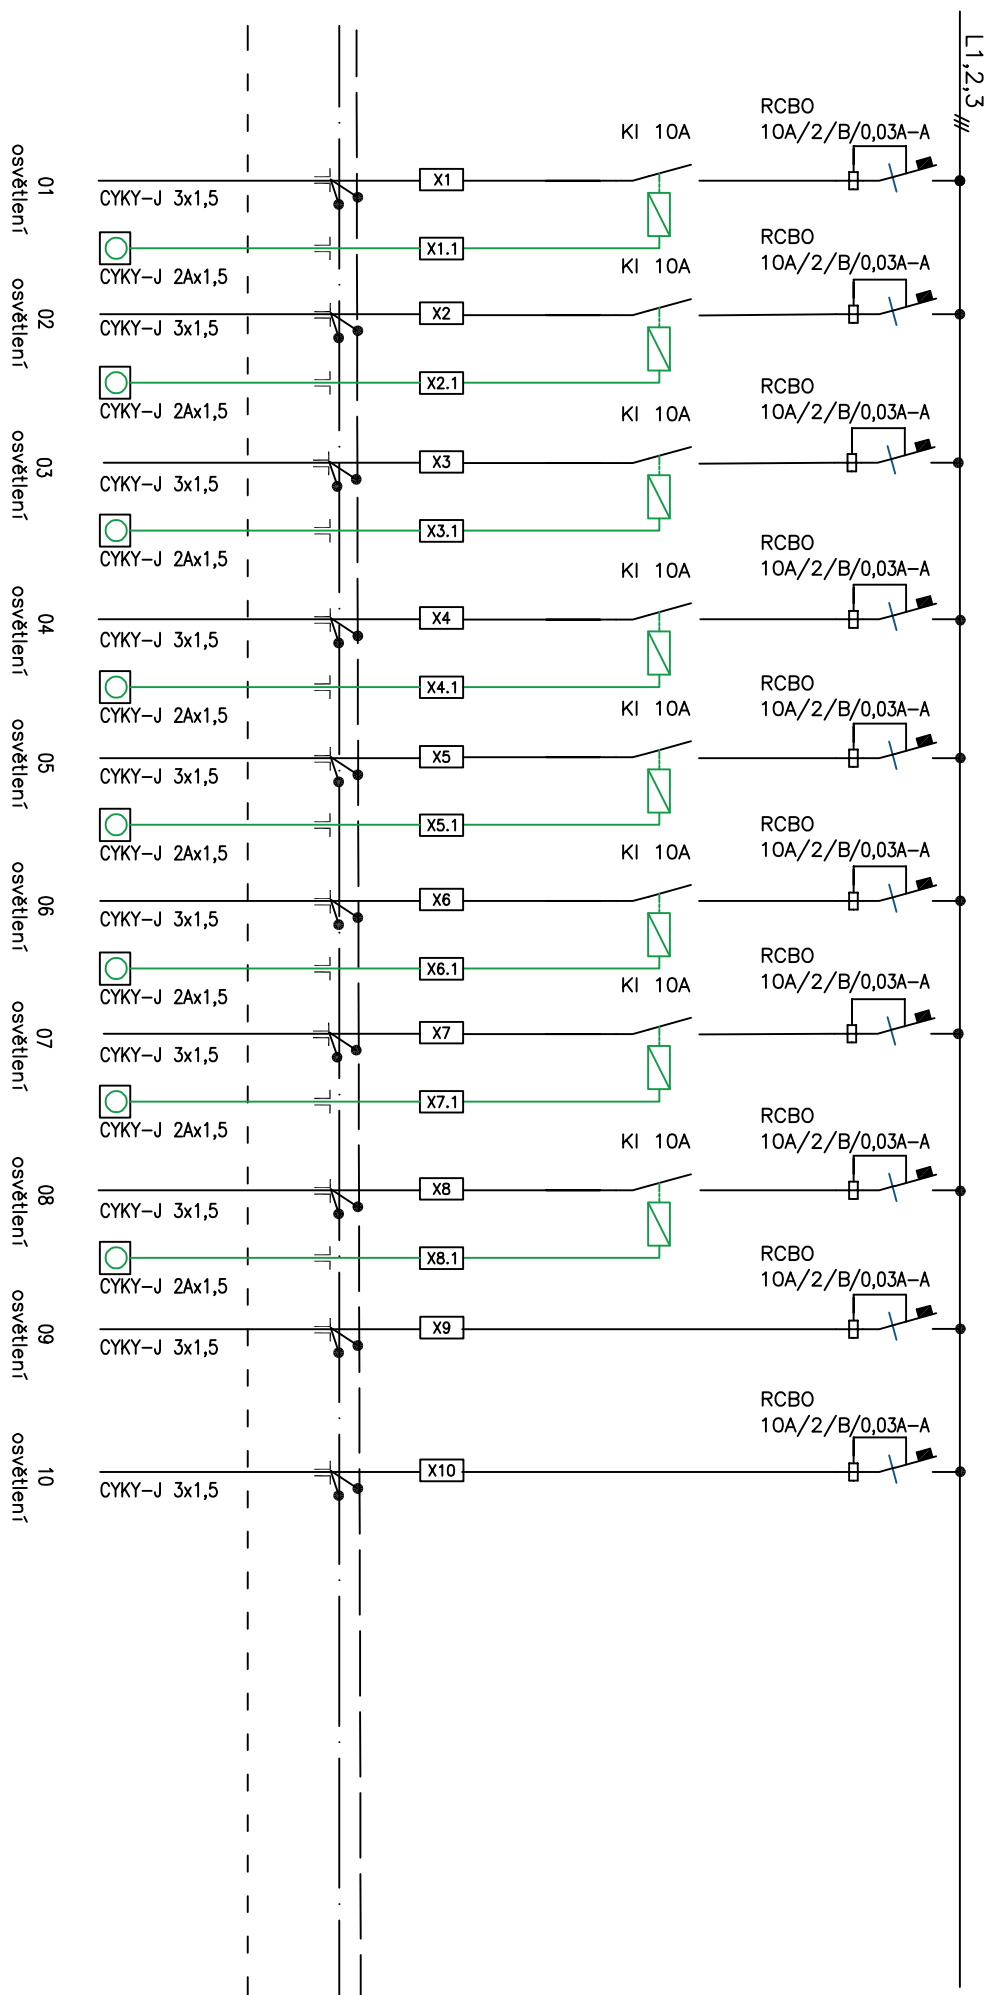 L1,2,3
RCBO
10A/2/B/0,03A-A
KI 10A
X1
CYKY-J 3x1,5
01
osvětlení
X1.1
CYKY-J 2Ax1,5
RCBO
10A/2/B/0,03A-A
KI 10A
X2
CYKY-J 3x1,5
02
osvětlení
X2.1
CYKY-J 2Ax1,5
RCBO
10A/2/B/0,03A-A
KI 10A
X3
CYKY-J 3x1,5
03
osvětlení
X3.1
CYKY-J 2Ax1,5
RCBO
10A/2/B/0,03A-A
KI 10A
X4
CYKY-J 3x1,5
04
osvětlení
X4.1
CYKY-J 2Ax1,5
RCBO
10A/2/B/0,03A-A
KI 10A
X5
CYKY-J 3x1,5
05
osvětlení
X5.1
CYKY-J 2Ax1,5
RCBO
10A/2/B/0,03A-A
KI 10A
X6
CYKY-J 3x1,5
06
osvětlení
X6.1
CYKY-J 2Ax1,5
RCBO
10A/2/B/0,03A-A
KI 10A
X7
CYKY-J 3x1,5
07
osvětlení
X7.1
CYKY-J 2Ax1,5
RCBO
10A/2/B/0,03A-A
KI 10A
X8
CYKY-J 3x1,5
08
osvětlení
X8.1
CYKY-J 2Ax1,5
RCBO
10A/2/B/0,03A-A
X9
CYKY-J 3x1,5
09
osvětlení
RCBO
10A/2/B/0,03A-A
X10
CYKY-J 3x1,5
10
osvětlení